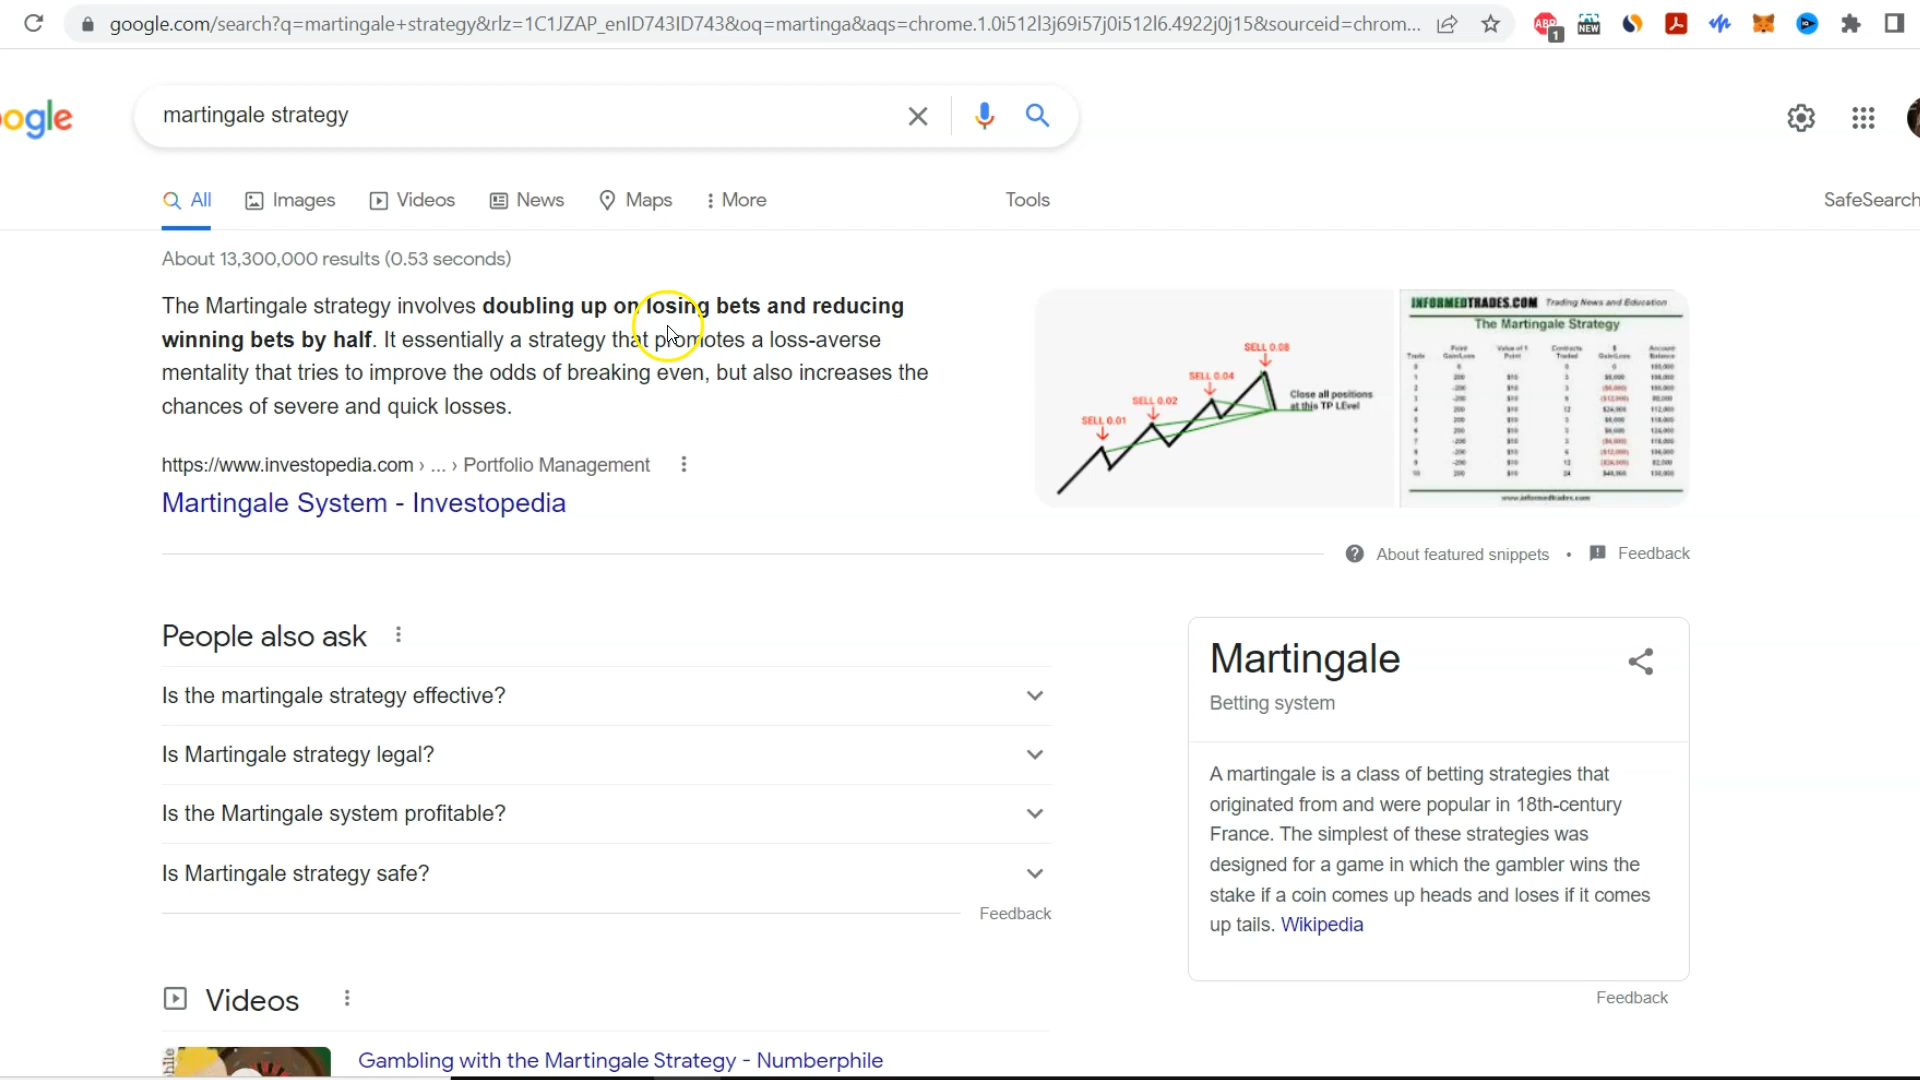 google.com/search?q=martingale+strategy&rlz=1C1JZAP_enID743ID743&oq=martinga&aqs=chrome.1.0i512l3j69i57j0i512l6.4922j0j15&sourceid=chrom...
ABP
1
NEW
ogle
martingale strategy
All
Images
Videos
News
Maps
More
Tools
SafeSearch
About 13,300,000 results (0.53 seconds)
The Martingale strategy involves doubling up on losing bets and reducing
winning bets by half. It essentially a strategy that promotes a loss-averse
mentality that tries to improve the odds of breaking even, but also increases the
chances of severe and quick losses.
https://www.investopedia.com › ... › Portfolio Management
Martingale System - Investopedia
SELL 0.01
SELL 0.02
SELL 0.04
SELL 0.08
Close all positions
at this TP LEvel
INFORMEDTRADES.COM Trading News and Education
The Martingale Strategy
www.informedtrades.com
About featured snippets • Feedback
People also ask
Is the martingale strategy effective?
Is Martingale strategy legal?
Is the Martingale system profitable?
Is Martingale strategy safe?
Feedback
Martingale
Betting system
A martingale is a class of betting strategies that
originated from and were popular in 18th-century
France. The simplest of these strategies was
designed for a game in which the gambler wins the
stake if a coin comes up heads and loses if it comes
up tails. Wikipedia
Feedback
Videos
Gambling with the Martingale Strategy - Numberphile